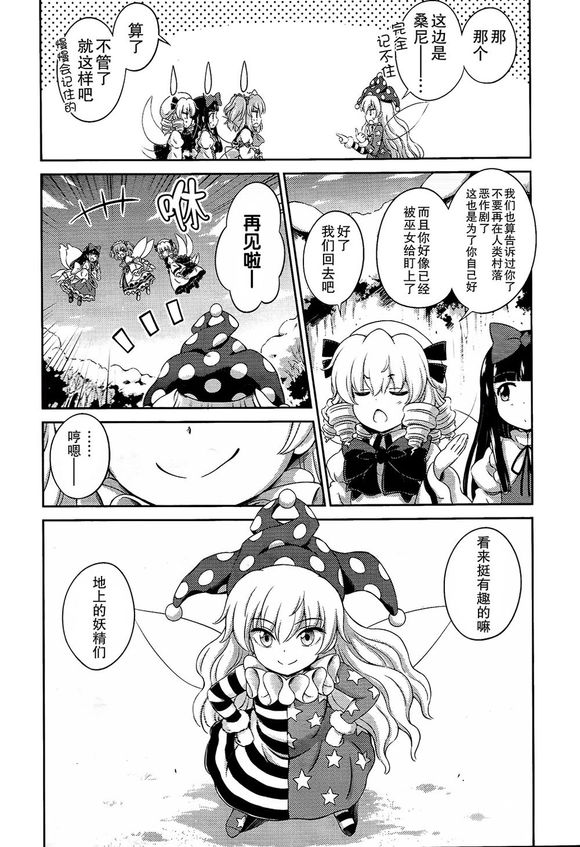 那
那个
这边是
桑尼——
完全
记不住
算了
不管了
就这样吧
慢慢会记住的
我们也算告诉过你了
不要再在人类村落
恶作剧了
这也是为了你自己好
而且你好像已经
被巫女给盯上了
好了
我们回去吧
咻
再见啦——
……
哼嗯——
看来挺有趣的嘛
地上的妖精们